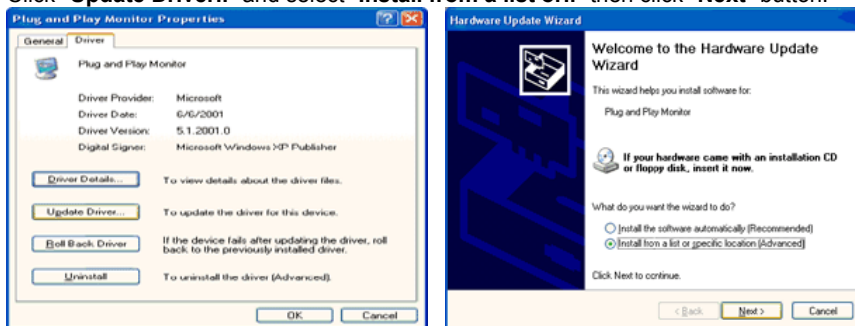 Click "Update Driver..." and select "Install from a list or..." then click "Next" button.
Plug and Play Monitor Properties
General Driver
Plug and Play Monitor
Driver Provider: Microsoft
Driver Date: 6/6/2001
Driver Version: 5.1.2001.0
Digital Signer: Microsoft Windows XP Publisher
Driver Details... To view details about the driver files.
Update Driver... To update the driver for this device.
Roll Back Driver If the device fails after updating the driver, roll
back to the previously installed driver.
Uninstall To uninstall the driver (Advanced).
OK Cancel
Hardware Update Wizard
Welcome to the Hardware Update
Wizard
This wizard helps you install software for:
Plug and Play Monitor
If your hardware came with an installation CD
or floppy disk, insert it now.
What do you want the wizard to do?
Install the software automatically (Recommended)
Install from a list or specific location (Advanced)
Click Next to continue.
< Back Next > Cancel